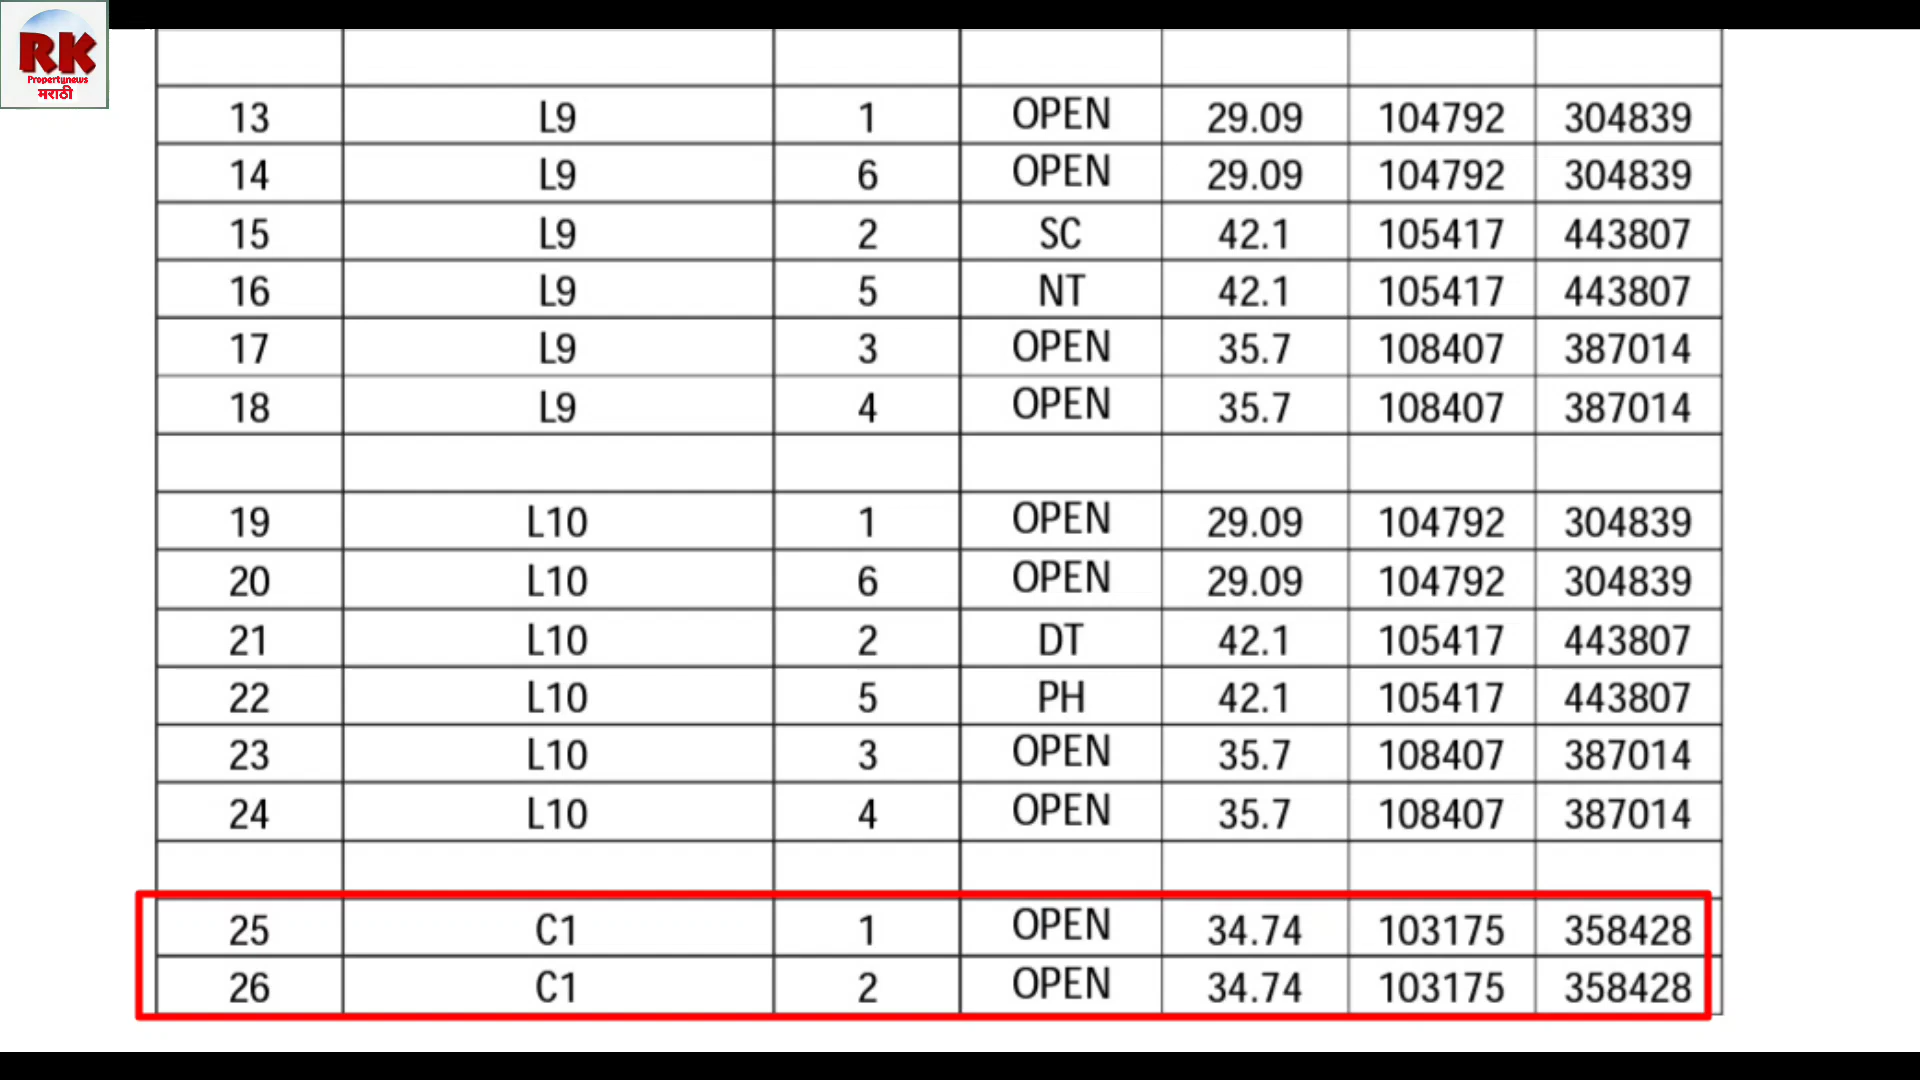 RK
Propertynews
मराठी
13 L9 1 OPEN 29.09 104792 304839
14 L9 6 OPEN 29.09 104792 304839
15 L9 2 SC 42.1 105417 443807
16 L9 5 NT 42.1 105417 443807
17 L9 3 OPEN 35.7 108407 387014
18 L9 4 OPEN 35.7 108407 387014
19 L10 1 OPEN 29.09 104792 304839
20 L10 6 OPEN 29.09 104792 304839
21 L10 2 DT 42.1 105417 443807
22 L10 5 PH 42.1 105417 443807
23 L10 3 OPEN 35.7 108407 387014
24 L10 4 OPEN 35.7 108407 387014
25 C1 1 OPEN 34.74 103175 358428
26 C1 2 OPEN 34.74 103175 358428